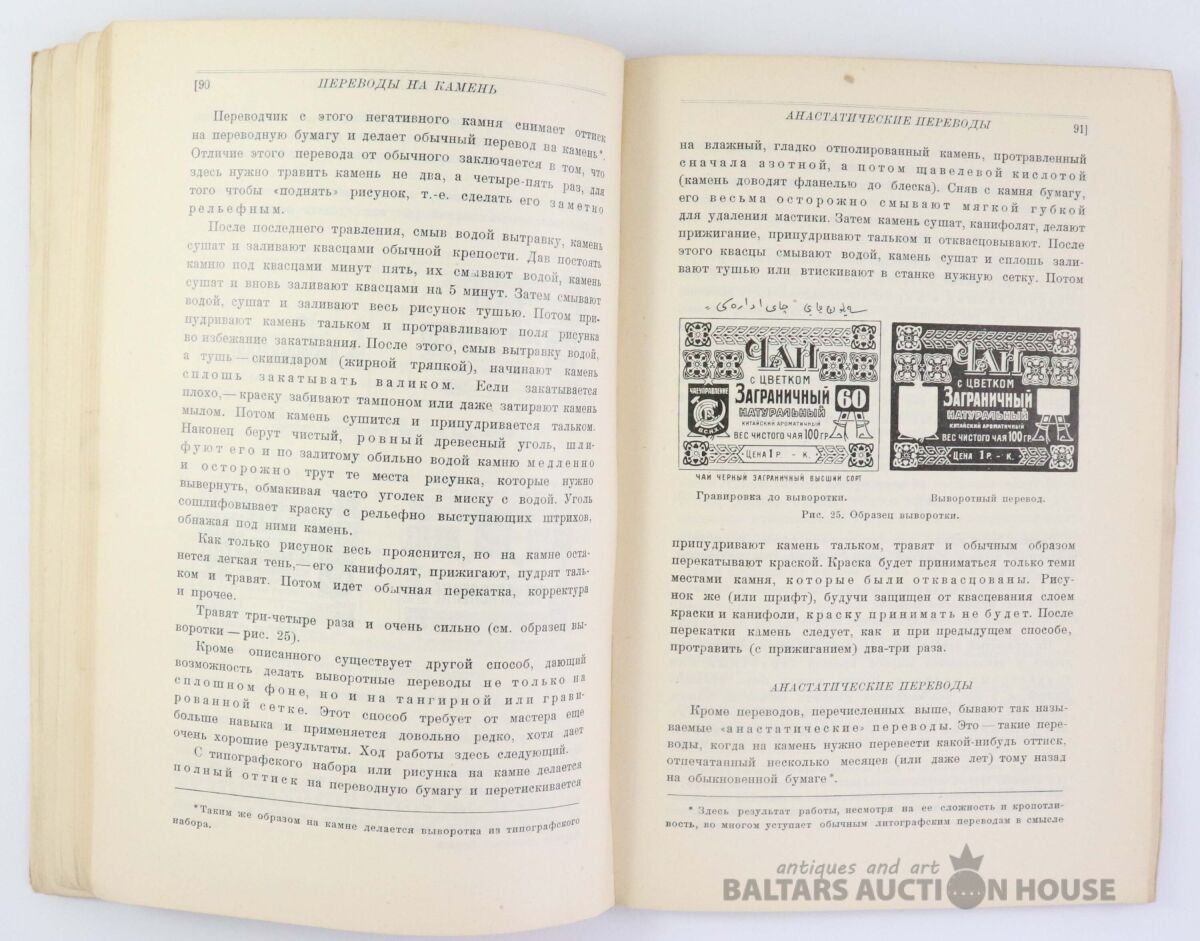 [90
ПЕРЕВОДЫ НА КАМЕНЬ
Переводчик с этого негативного камня снимает оттиск
на переводную бумагу и делает обычный перевод на камень*.
Отличие этого перевода от обычного заключается в том, что
здесь нужно травить камень не два, а четыре-пять раз, для
того чтобы «поднять» рисунок, т.-е. сделать его заметно
рельефным.
После последнего травления, смыв водой вытравку, камень
сушат и заливают квасцами обычной крепости. Дав постоять
камню под квасцами минут пять, их смывают водой, камень
сушат и вновь заливают квасцами на 5 минут. Затем смывают
водой, сушат и заливают весь рисунок тушью. Потом при-
пудривают камень тальком и протравливают поля рисунка
во избежание закатывания. После этого, смыв вытравку водой,
а тушь — скипидаром (жирной тряпкой), начинают камень
сплошь закатывать валиком. Если закатывается
плохо,— краску забивают тампоном или даже затирают камень
мылом. Потом камень сушится и припудривается тальком.
Наконец берут чистый, ровный древесный уголь, шли-
фуют его и по залитому обильно водой камню медленно
и осторожно трут те места рисунка, которые нужно
вывернуть, обмакивая часто уголек в миску с водой. Уголь
сошлифовывает краску с рельефно выступающих штрихов,
обнажая под ними камень.
Как только рисунок весь прояснится, но на камне оста-
нется легкая тень,— его канифолят, прижигают, пудрят таль-
ком и травят. Потом идет обычная перекатка, корректура
и прочее.
Травят три-четыре раза и очень сильно (см. образец вы-
воротки — рис. 25).
Кроме описанного существует другой способ, дающий
возможность делать выворотные переводы не только на
сплошном фоне, но и на тангирной или грави-
рованной сетке. Этот способ требует от мастера еще
больше навыка и применяется довольно редко, хотя дает
очень хорошие результаты. Ход работы здесь следующий.
С типографского набора или рисунка на камне делается
полный оттиск на переводную бумагу и перетискивается
* Таким же образом на камне делается выворотка из типографского
набора.
АНАСТАТИЧЕСКИЕ ПЕРЕВОДЫ
91]
на влажный, гладко отполированный камень, протравленный
сначала азотной, а потом щавелевой кислотой
(камень доводят фланелью до блеска). Сняв с камня бумагу,
его весьма осторожно смывают мягкой губкой
для удаления мастики. Затем камень сушат, канифолят, делают
прижигание, припудривают тальком и откваcцовывают. После
этого квасцы смывают водой, камень сушат и сплошь зали-
вают тушью или втискивают в станке нужную сетку. Потом
ЧАЙ
С ЦВЕТКОМ
ЗАГРАНИЧНЫЙ
НАТУРАЛЬНЫЙ
КИТАЙСКИЙ АРОМАТИЧНЫЙ
ВЕС ЧИСТОГО ЧАЯ 100 ГР.
ЦЕНА 1 Р. - К.
ЧАЕУПРАВЛЕНИЕ
ВСНХ
60
ЧАЙ ЧЕРНЫЙ ЗАГРАНИЧНЫЙ ВЫСШИЙ СОРТ
ЧАЙ
С ЦВЕТКОМ
ЗАГРАНИЧНЫЙ
НАТУРАЛЬНЫЙ
КИТАЙСКИЙ АРОМАТИЧНЫЙ
ВЕС ЧИСТОГО ЧАЯ 100 ГР.
ЦЕНА 1 Р. - К.
Гравировка до выворотки.
Выворотный перевод.
Рис. 25. Образец выворотки.
припудривают камень тальком, травят и обычным образом
перекатывают краской. Краска будет приниматься только теми
местами камня, которые были отквасцованы. Рису-
нок же (или шрифт), будучи защищен от квасцевания слоем
краски и канифоли, краску принимать не будет. После
перекатки камень следует, как и при предыдущем способе,
протравить (с прижиганием) два-три раза.
АНАСТАТИЧЕСКИЕ ПЕРЕВОДЫ
Кроме переводов, перечисленных выше, бывают так назы-
ваемые «анастатические» переводы. Это — такие пере-
воды, когда на камень нужно перевести какой-нибудь оттиск,
отпечатанный несколько месяцев (или даже лет) тому назад
на обыкновенной бумаге*.
* Здесь результат работы, несмотря на ее сложность и кропотли-
вость, во многом уступает обычным литографским переводам в смысле
antiques and art
BALTARS AUCTION HOUSE